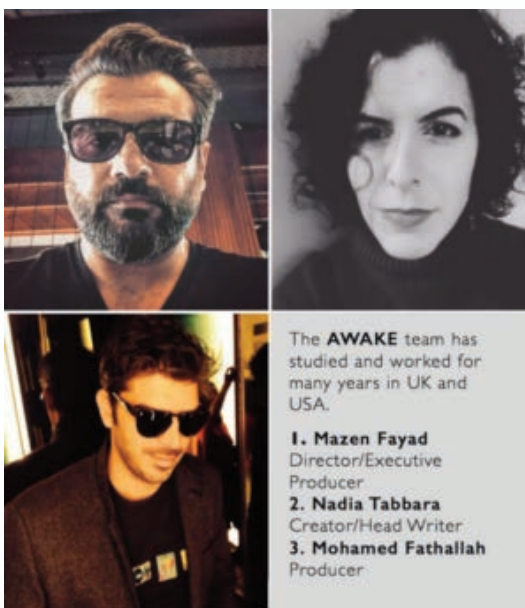 The AWAKE team has
studied and worked for
many years in UK and
USA.
1. Mazen Fayad
Director/Executive
Producer
2. Nadia Tabbara
Creator/Head Writer
3. Mohamed Fathallah
Producer